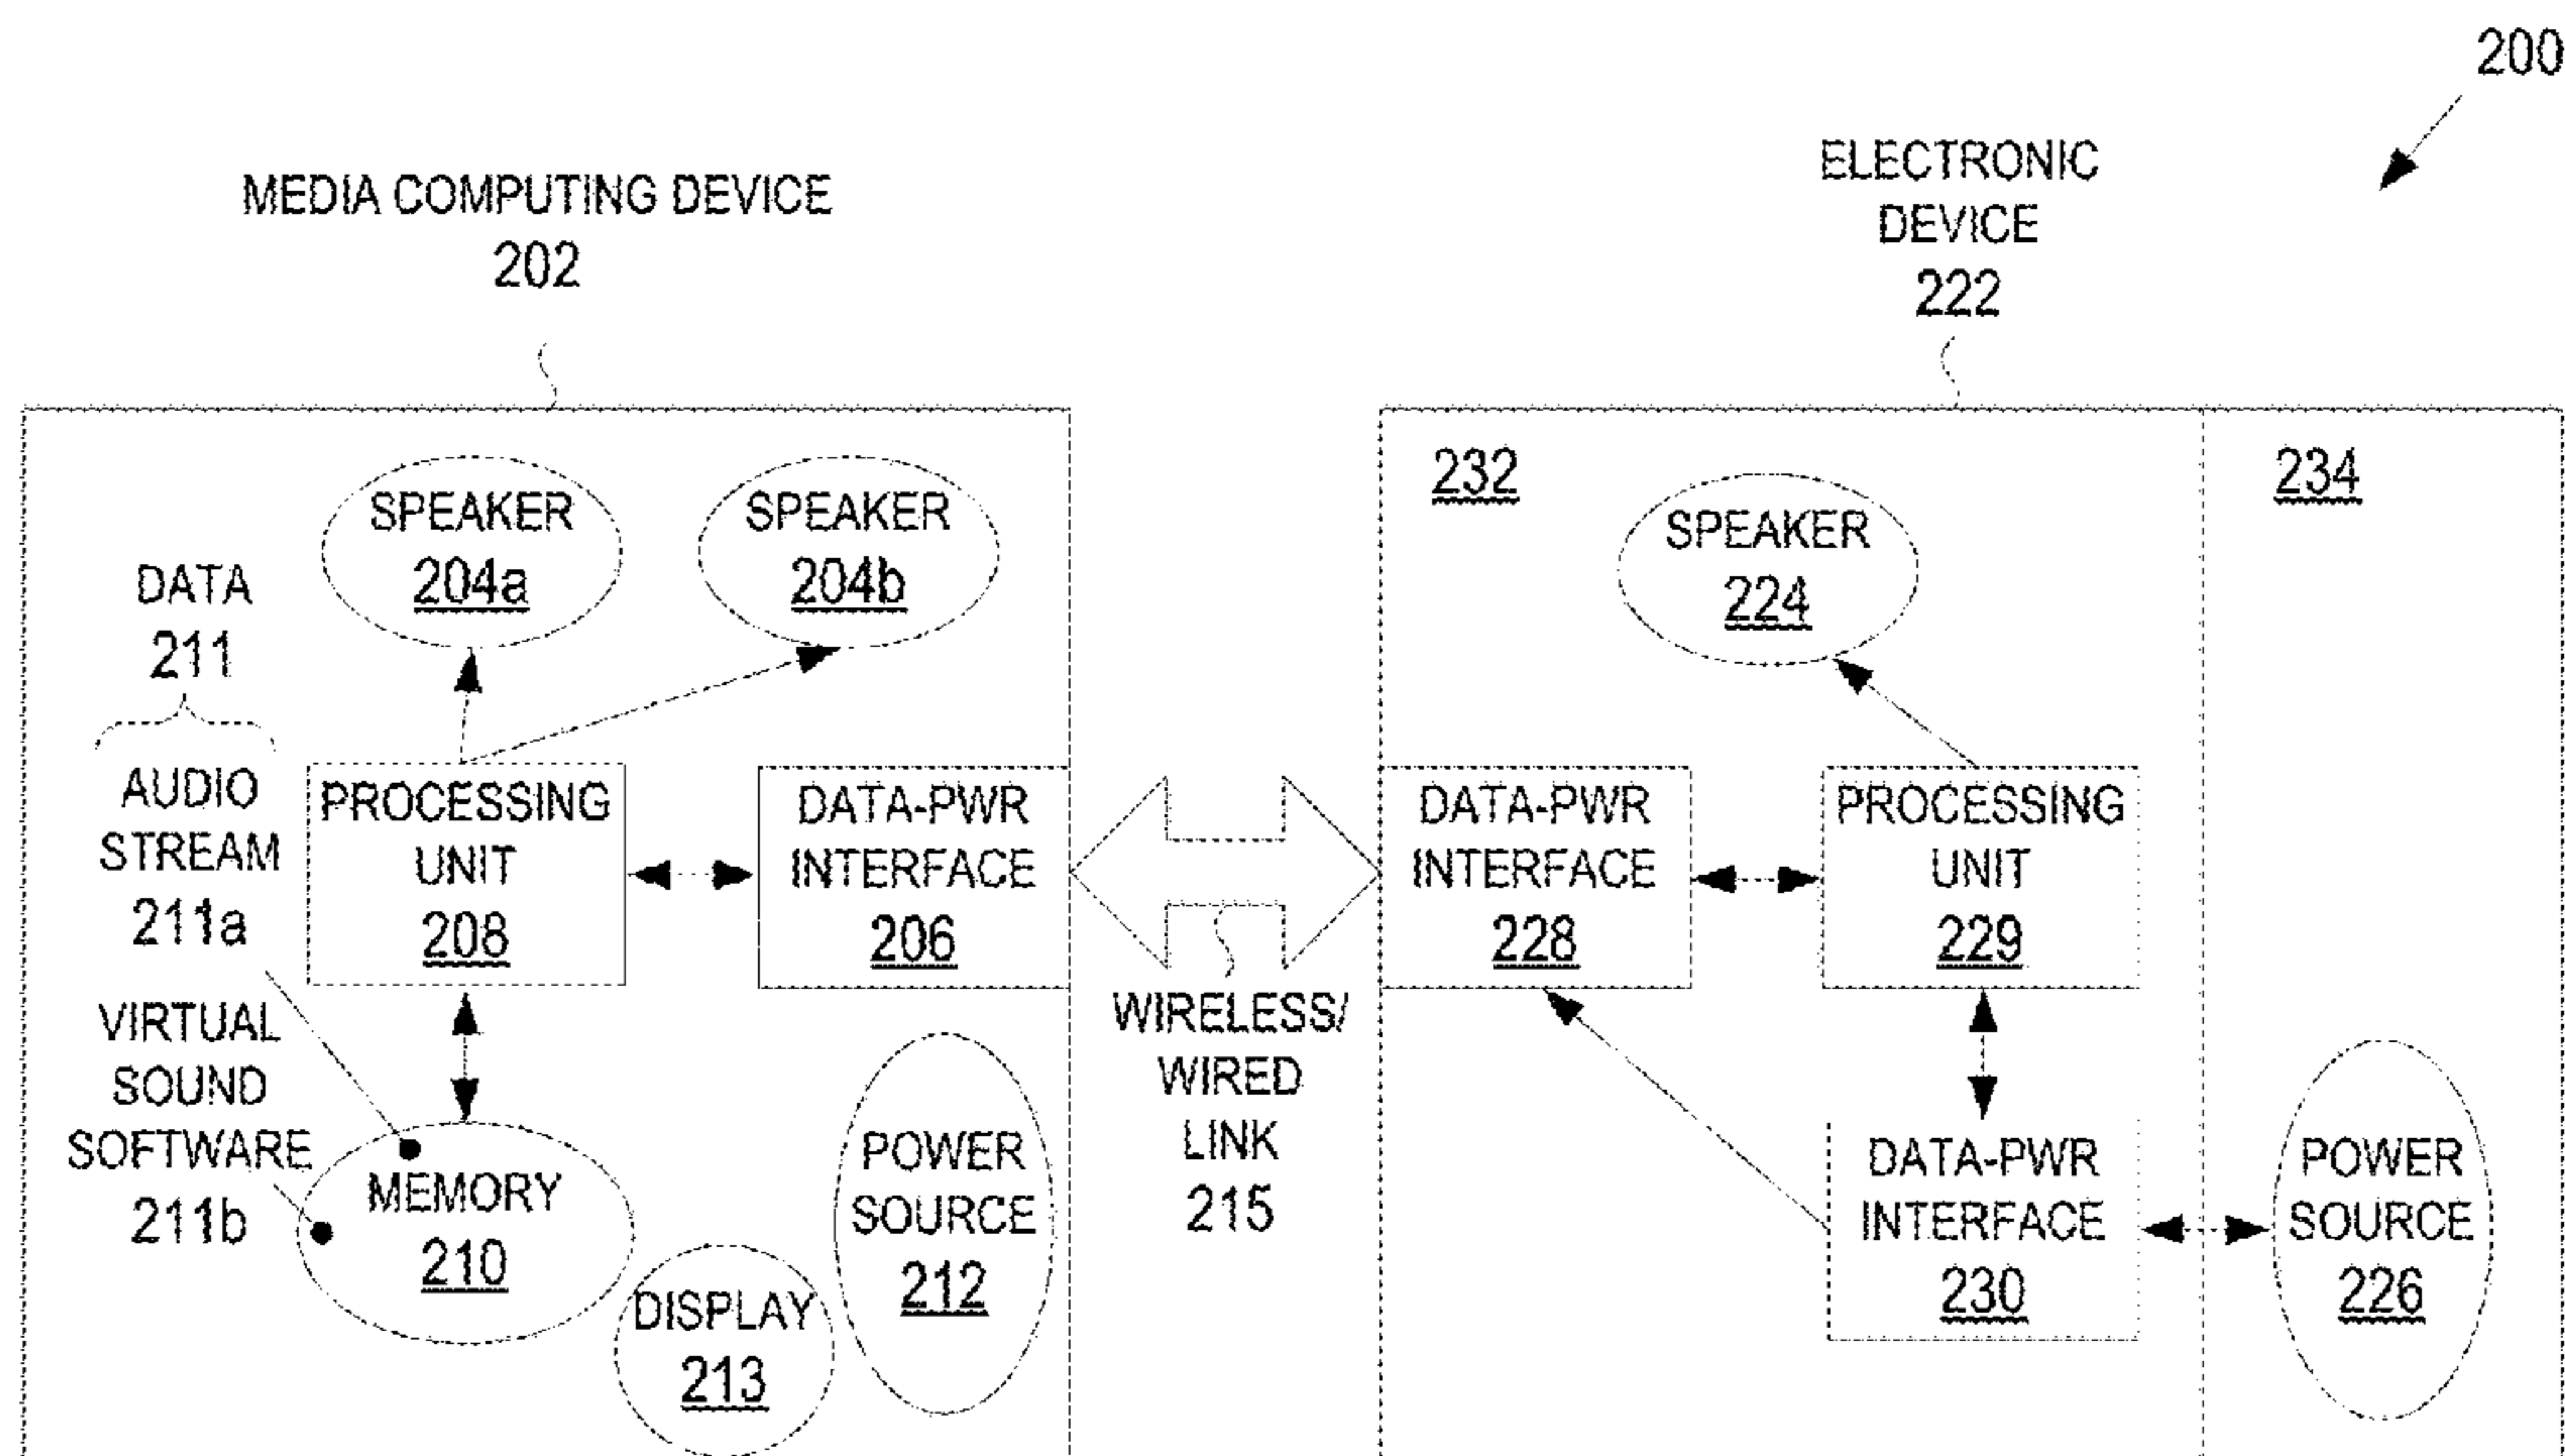 200
MEDIA COMPUTING DEVICE
202
ELECTRONIC
DEVICE
222
SPEAKER
204a
SPEAKER
204b
DATA
211
AUDIO
STREAM
211a
VIRTUAL
SOUND
SOFTWARE
211b
PROCESSING
UNIT
208
DATA-PWR
INTERFACE
206
MEMORY
210
DISPLAY
213
POWER
SOURCE
212
WIRELESS/
WIRED
LINK
215
232
SPEAKER
224
DATA-PWR
INTERFACE
228
PROCESSING
UNIT
229
DATA-PWR
INTERFACE
230
234
POWER
SOURCE
226